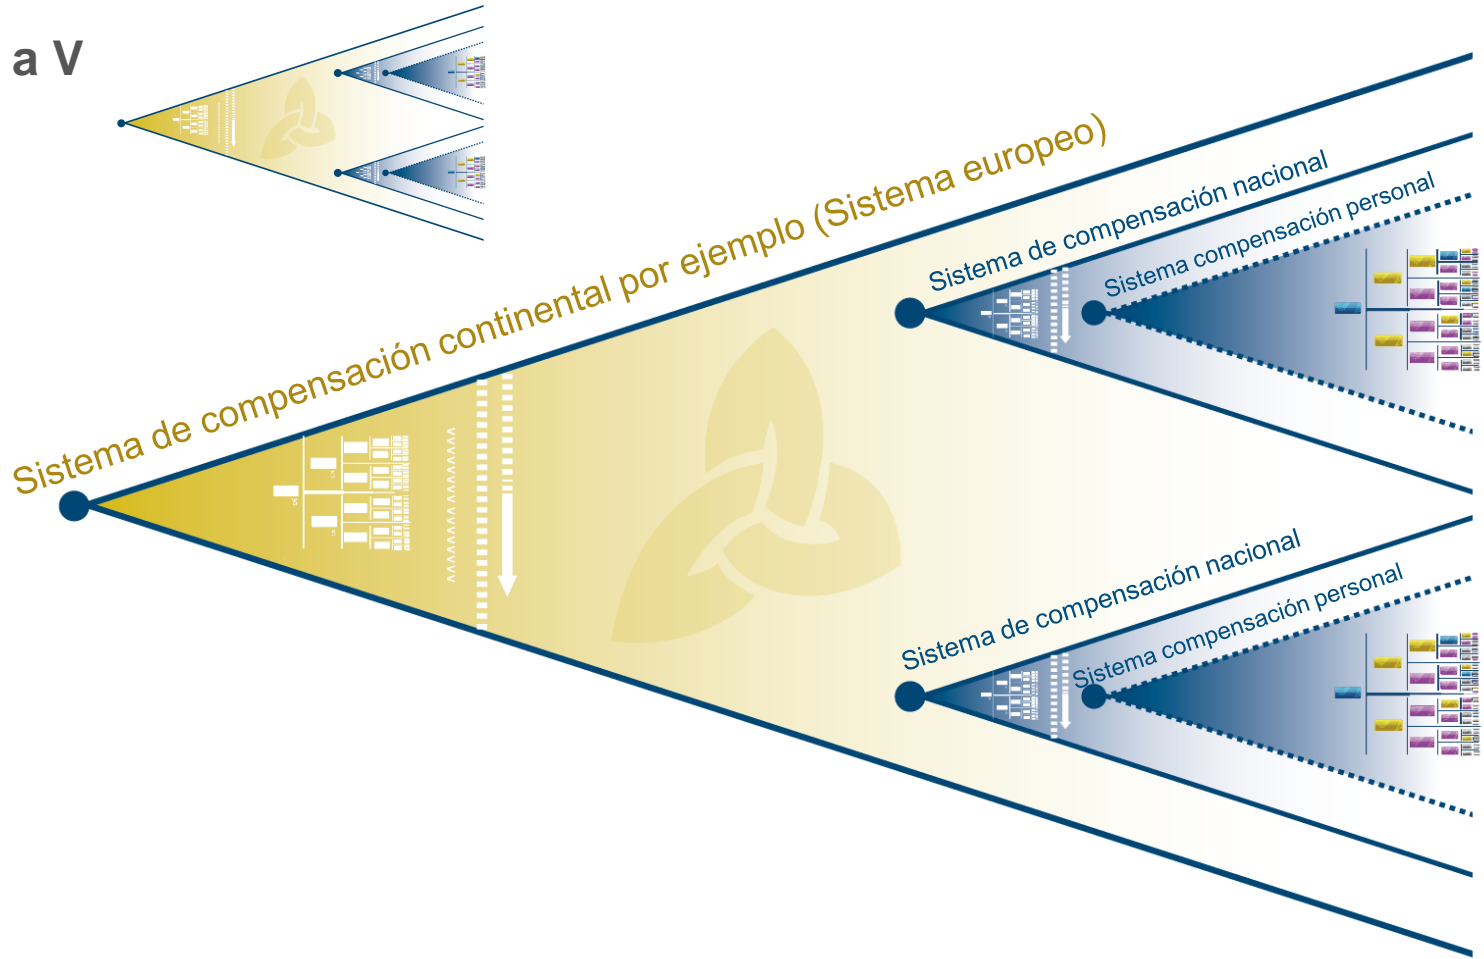 a V
Sistema de compensación continental por ejemplo (Sistema europeo)
Sistema de compensación nacional
Sistema compensación personal
Sistema de compensación nacional
Sistema compensación personal